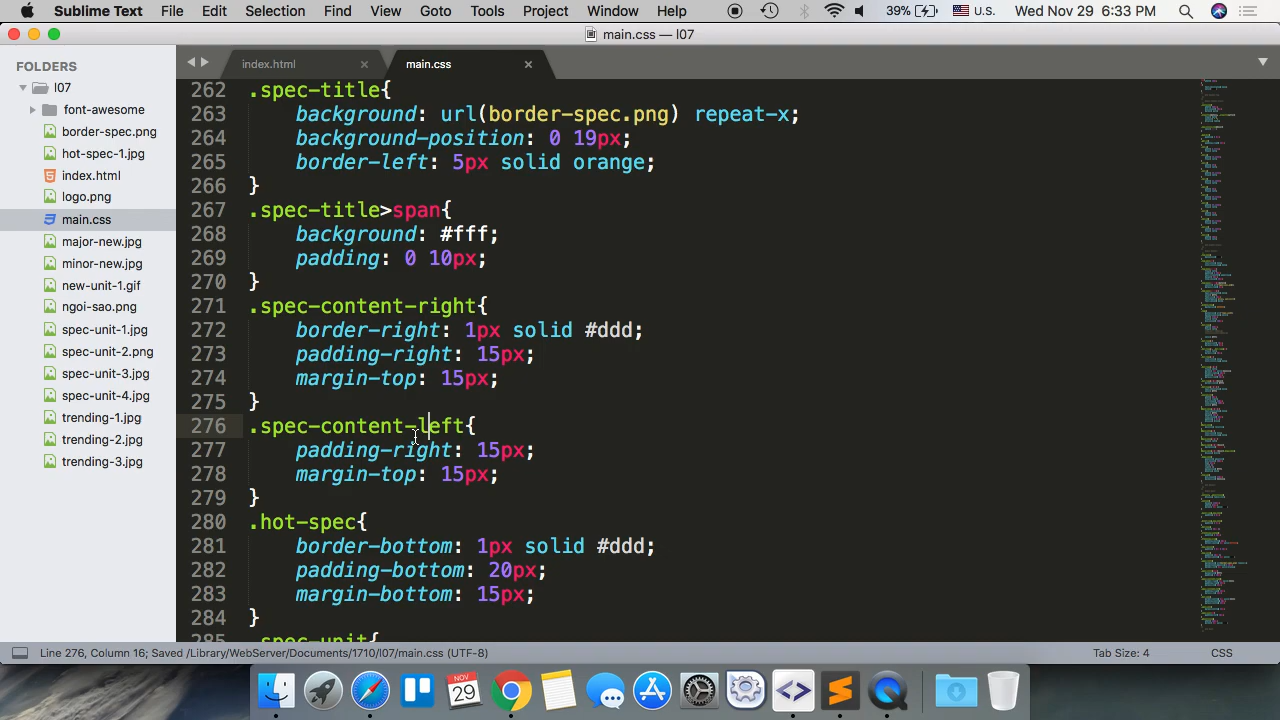 Sublime Text File Edit Selection Find View Goto Tools Project Window Help 39% U.S. Wed Nov 29 6:33 PM
main.css — l07
FOLDERS
l07
font-awesome
border-spec.png
hot-spec-1.jpg
index.html
logo.png
main.css
major-new.jpg
minor-new.jpg
new-unit-1.gif
ngoi-sao.png
spec-unit-1.jpg
spec-unit-2.png
spec-unit-3.jpg
spec-unit-4.jpg
trending-1.jpg
trending-2.jpg
trending-3.jpg
index.html × main.css ×
262 .spec-title{
263 background: url(border-spec.png) repeat-x;
264 background-position: 0 19px;
265 border-left: 5px solid orange;
266 }
267 .spec-title>span{
268 background: #fff;
269 padding: 0 10px;
270 }
271 .spec-content-right{
272 border-right: 1px solid #ddd;
273 padding-right: 15px;
274 margin-top: 15px;
275 }
276 .spec-content-left{
277 padding-right: 15px;
278 margin-top: 15px;
279 }
280 .hot-spec{
281 border-bottom: 1px solid #ddd;
282 padding-bottom: 20px;
283 margin-bottom: 15px;
284 }
285 .spec-unit{
Line 276, Column 16; Saved /Library/WebServer/Documents/1710/l07/main.css (UTF-8) Tab Size: 4 CSS
NOV
29